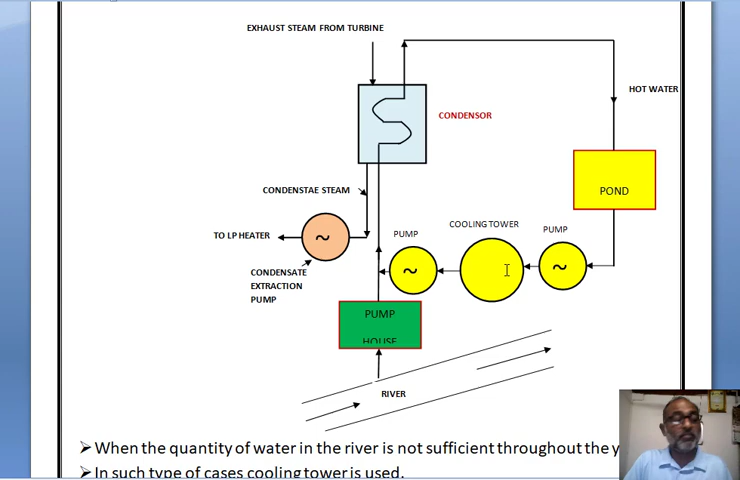 EXHAUST STEAM FROM TURBINE
HOT WATER
CONDENSOR
POND
CONDENSTAE STEAM
COOLING TOWER
PUMP
PUMP
TO LP HEATER
~
~
~
CONDENSATE
EXTRACTION
PUMP
PUMP
HOUSE
RIVER
➢ When the quantity of water in the river is not sufficient throughout the
➢ In such type of cases cooling tower is used.